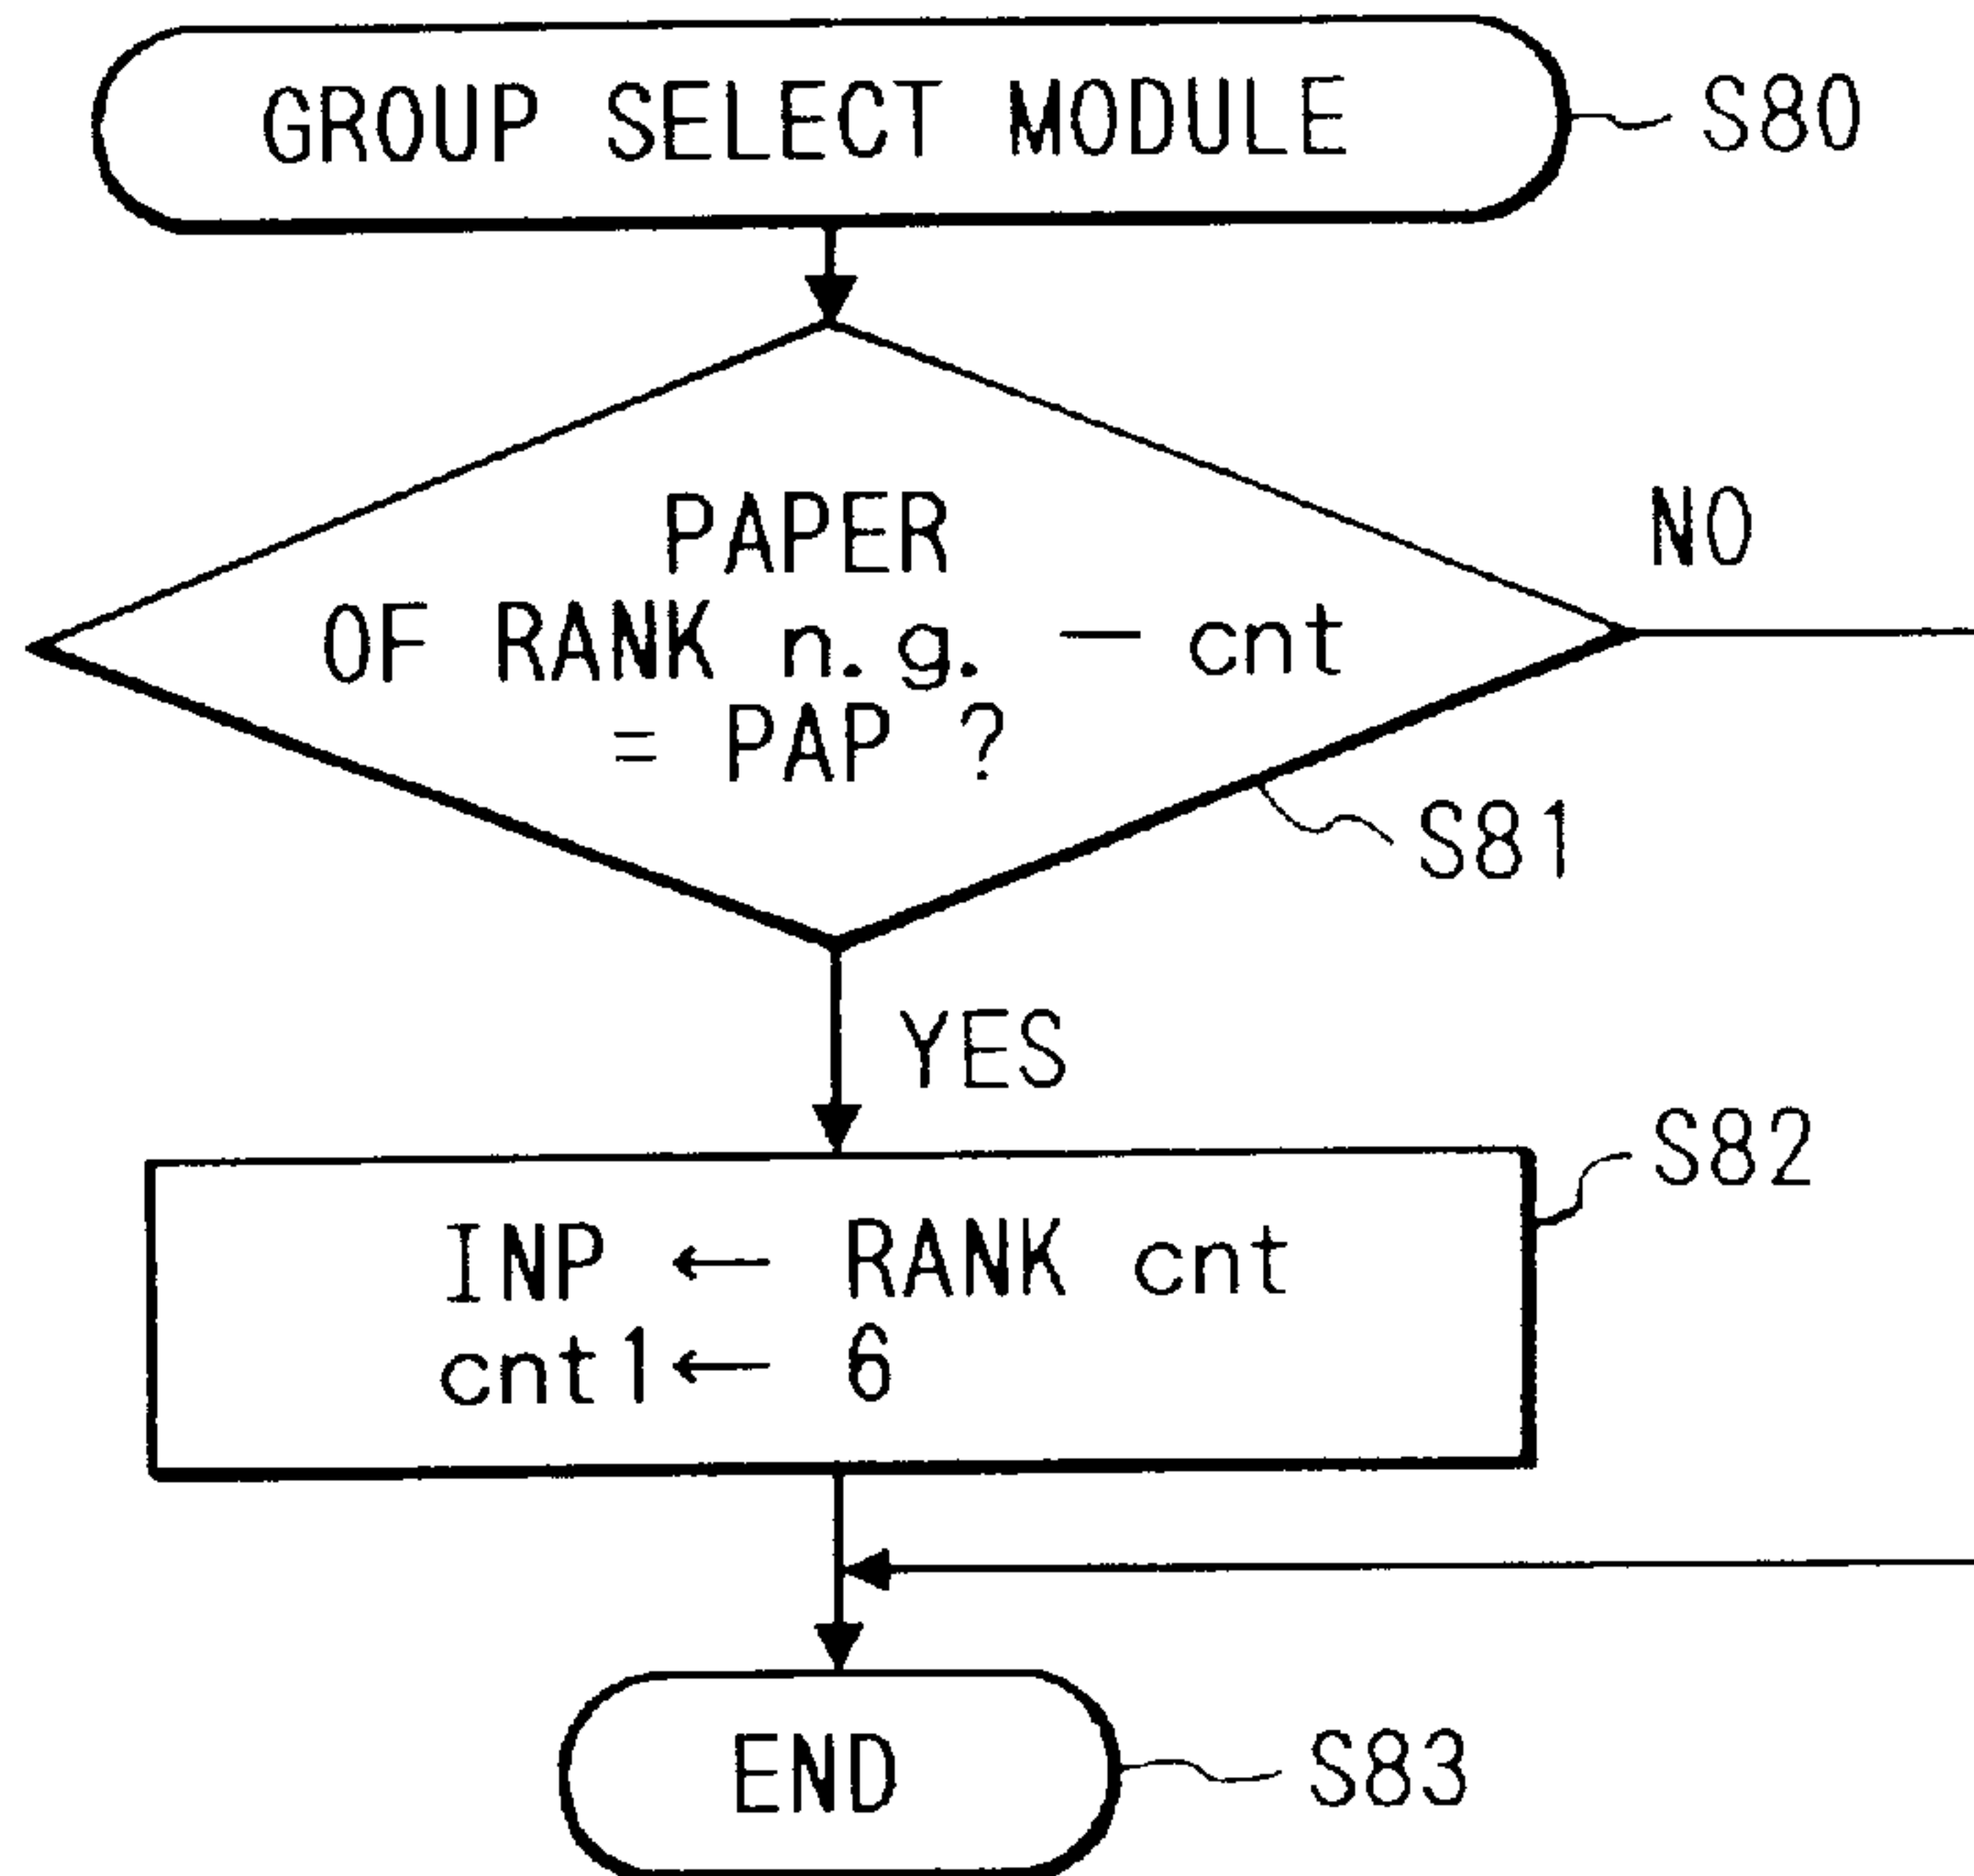 GROUP SELECT MODULE
S80
PAPER
NO
OF RANK n.g. — cnt
= PAP ?
S81
YES
S82
INP ← RANK cnt
cnt1← 6
END
S83